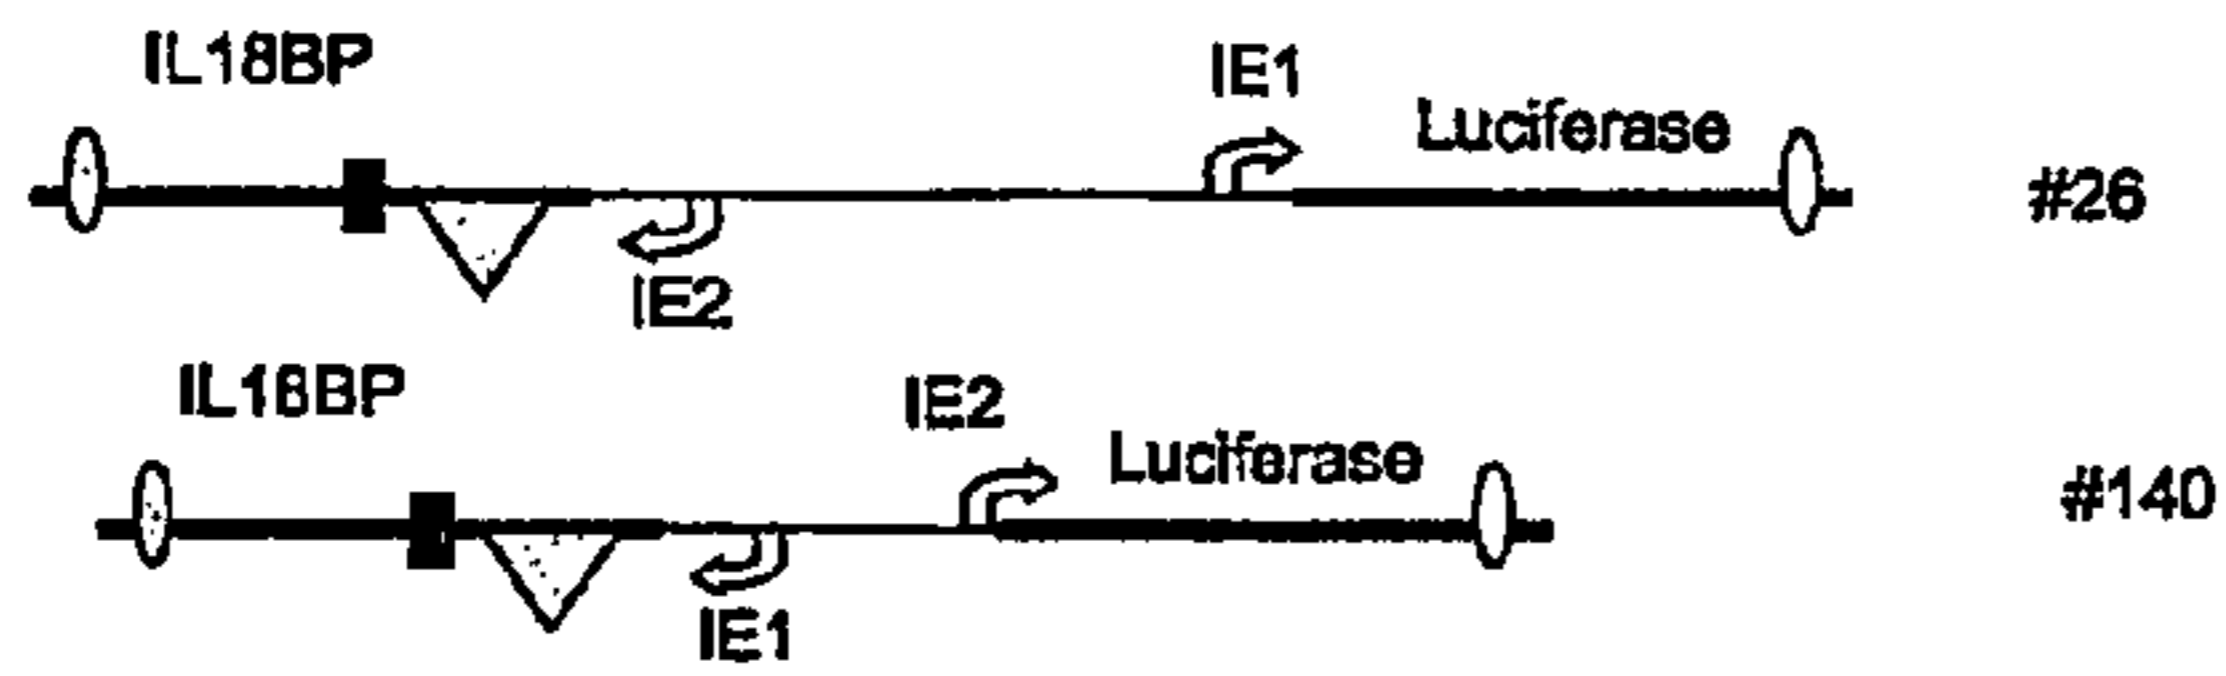 IL18BP
IE1
Luciferase
#26
IE2
IL18BP
IE2
Luciferase
#140
IE1